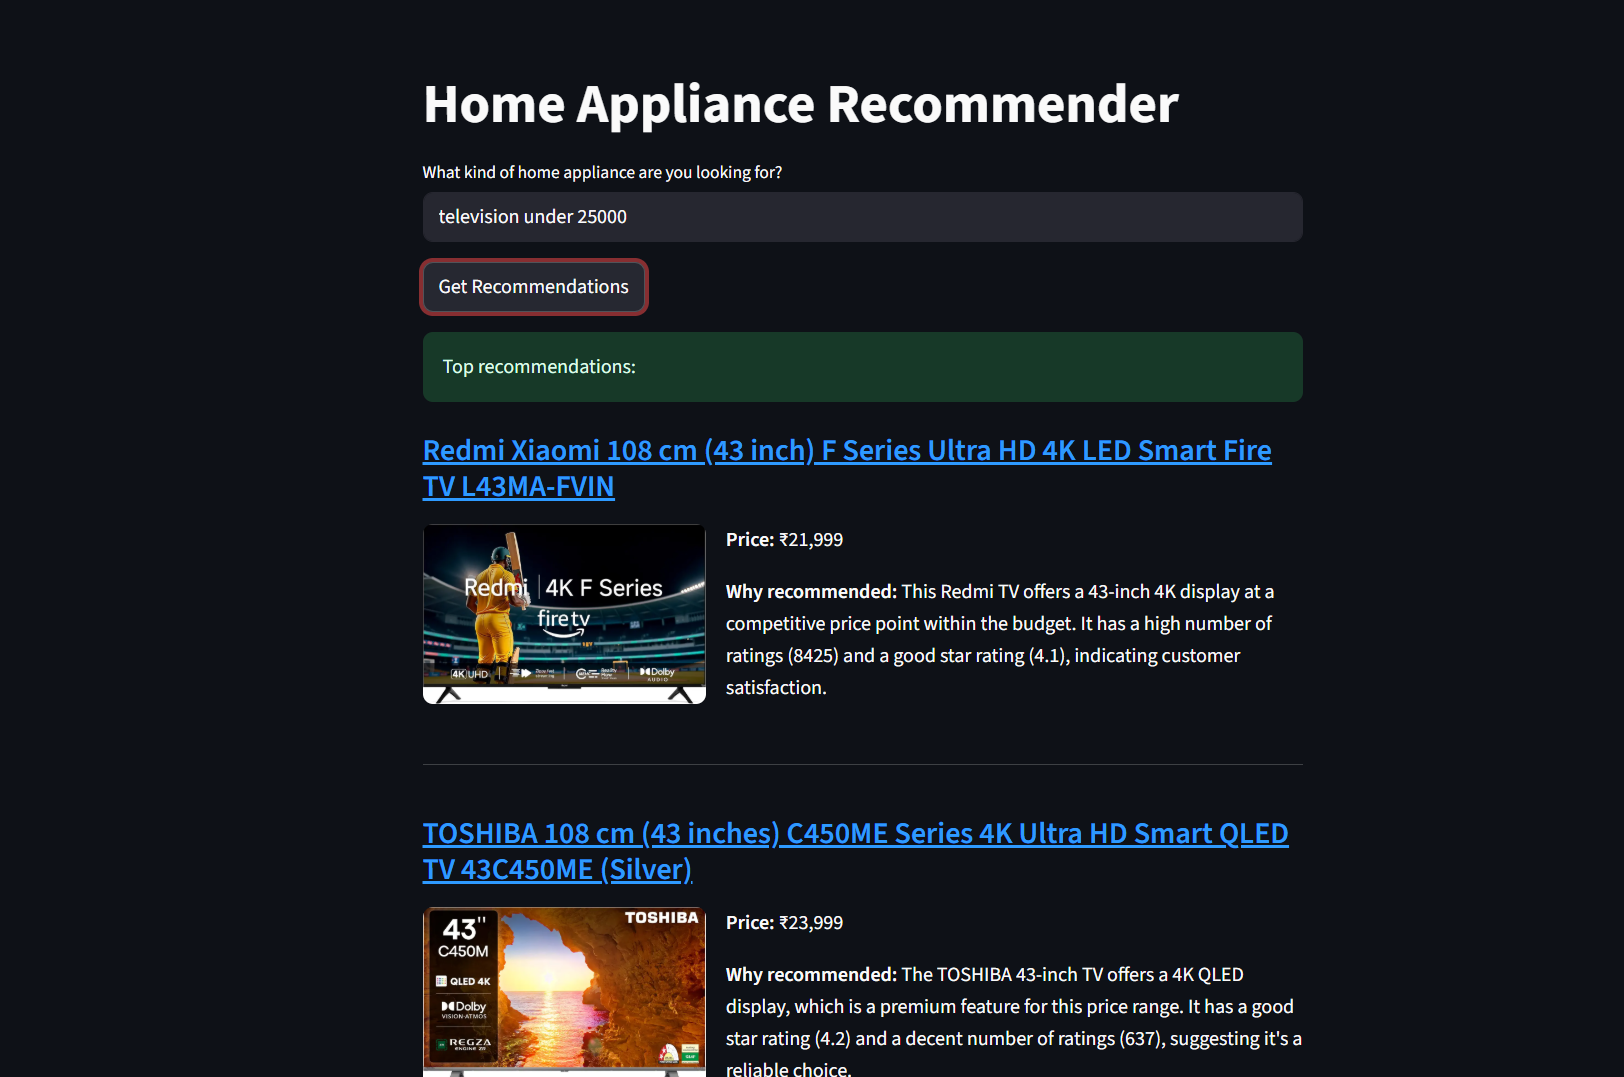 Home Appliance Recommender
What kind of home appliance are you looking for?
television under 25000
Get Recommendations
Top recommendations:
Redmi Xiaomi 108 cm (43 inch) F Series Ultra HD 4K LED Smart Fire
TV L43MA-FVIN
Redmi 4K F Series
fire tv
4K UHD
Dolby
AUDIO
Price: ₹21,999
Why recommended: This Redmi TV offers a 43-inch 4K display at a
competitive price point within the budget. It has a high number of
ratings (8425) and a good star rating (4.1), indicating customer
satisfaction.
TOSHIBA 108 cm (43 inches) C450ME Series 4K Ultra HD Smart QLED
TV 43C450ME (Silver)
43"
C450M
QLED 4K
Dolby
VISION·ATMOS
REGZA
ENGINE ZR
TOSHIBA
Price: ₹23,999
Why recommended: The TOSHIBA 43-inch TV offers a 4K QLED
display, which is a premium feature for this price range. It has a good
star rating (4.2) and a decent number of ratings (637), suggesting it's a
reliable choice.